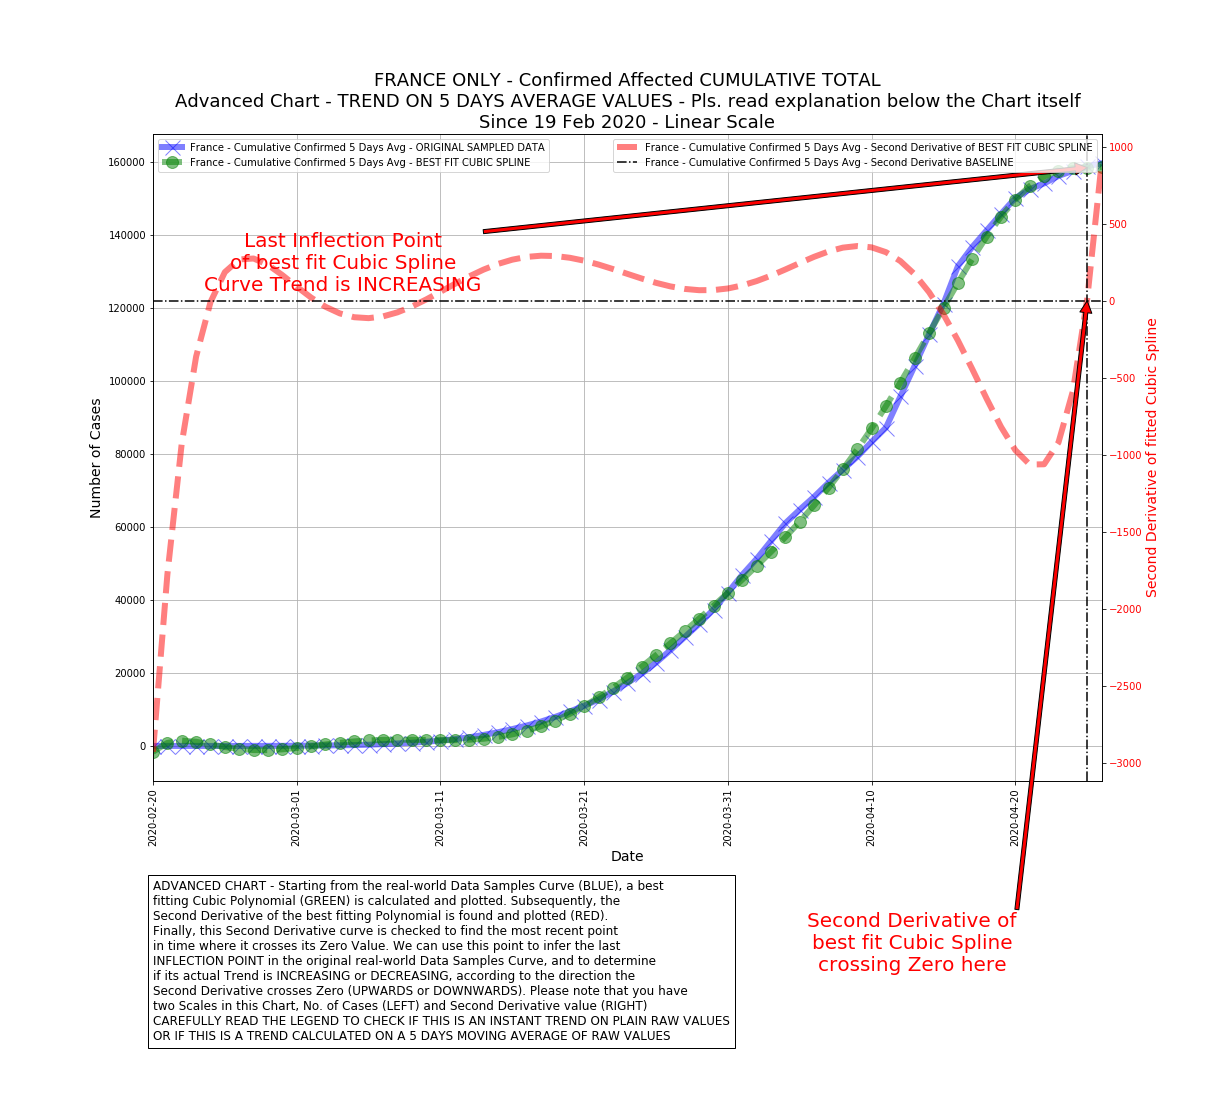 FRANCE ONLY - Confirmed Affected CUMULATIVE TOTAL
Advanced Chart - TREND ON 5 DAYS AVERAGE VALUES - Pls. read explanation below the Chart itself
Since 19 Feb 2020 - Linear Scale
France - Cumulative Confirmed 5 Days Avg - ORIGINAL SAMPLED DATA
France - Cumulative Confirmed 5 Days Avg - BEST FIT CUBIC SPLINE
France - Cumulative Confirmed 5 Days Avg - Second Derivative of BEST FIT CUBIC SPLINE
France - Cumulative Confirmed 5 Days Avg - Second Derivative BASELINE
Last Inflection Point
of best fit Cubic Spline
Curve Trend is INCREASING
Number of Cases
160000
140000
120000
100000
80000
60000
40000
20000
0
1000
500
0
−500
−1000
−1500
−2000
−2500
−3000
Second Derivative of fitted Cubic Spline
2020-02-20
2020-03-01
2020-03-11
2020-03-21
2020-03-31
2020-04-10
2020-04-20
Date
ADVANCED CHART - Starting from the real-world Data Samples Curve (BLUE), a best
fitting Cubic Polynomial (GREEN) is calculated and plotted. Subsequently, the
Second Derivative of the best fitting Polynomial is found and plotted (RED).
Finally, this Second Derivative curve is checked to find the most recent point
in time where it crosses its Zero Value. We can use this point to infer the last
INFLECTION POINT in the original real-world Data Samples Curve, and to determine
if its actual Trend is INCREASING or DECREASING, according to the direction the
Second Derivative crosses Zero (UPWARDS or DOWNWARDS). Please note that you have
two Scales in this Chart, No. of Cases (LEFT) and Second Derivative value (RIGHT)
CAREFULLY READ THE LEGEND TO CHECK IF THIS IS AN INSTANT TREND ON PLAIN RAW VALUES
OR IF THIS IS A TREND CALCULATED ON A 5 DAYS MOVING AVERAGE OF RAW VALUES
Second Derivative of
best fit Cubic Spline
crossing Zero here